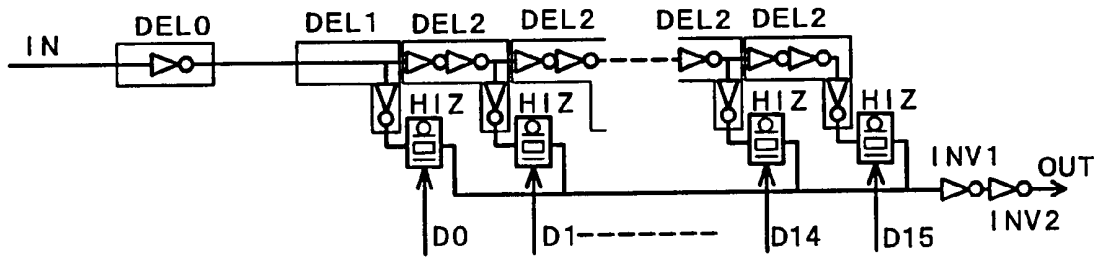 DEL0
DEL1
DEL2
DEL2
DEL2
DEL2
IN
HIZ
HIZ
HIZ
HIZ
INV1
OUT
INV2
D0
D1
D14
D15